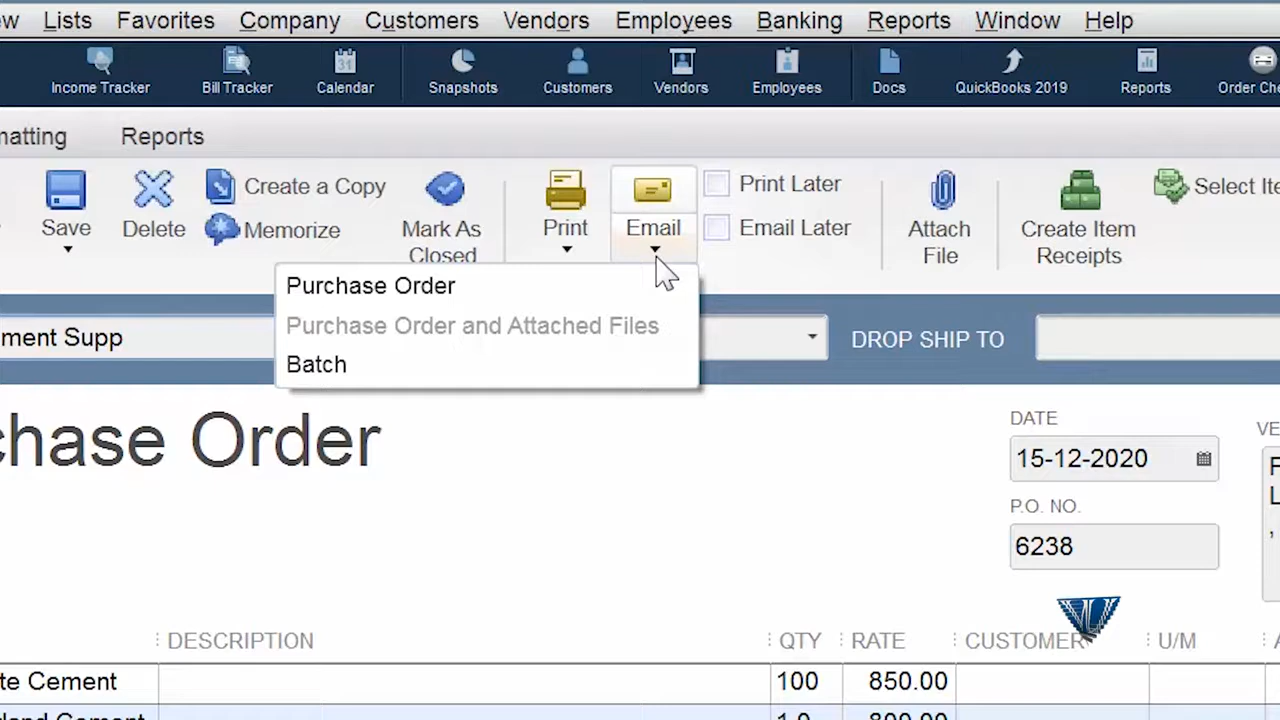 Lists Favorites Company Customers Vendors Employees Banking Reports Window Help
Income Tracker Bill Tracker Calendar Snapshots Customers Vendors Employees Docs QuickBooks 2019 Reports Order Che
matting Reports
Save Delete Create a Copy Memorize Mark As Closed Print Email Print Later Email Later Attach File Create Item Receipts Select Ite
Purchase Order
Purchase Order and Attached Files
Batch
ment Supp DROP SHIP TO
chase Order
DATE
15-12-2020
P.O. NO.
6238
DESCRIPTION QTY RATE CUSTOMER U/M
te Cement 100 850.00